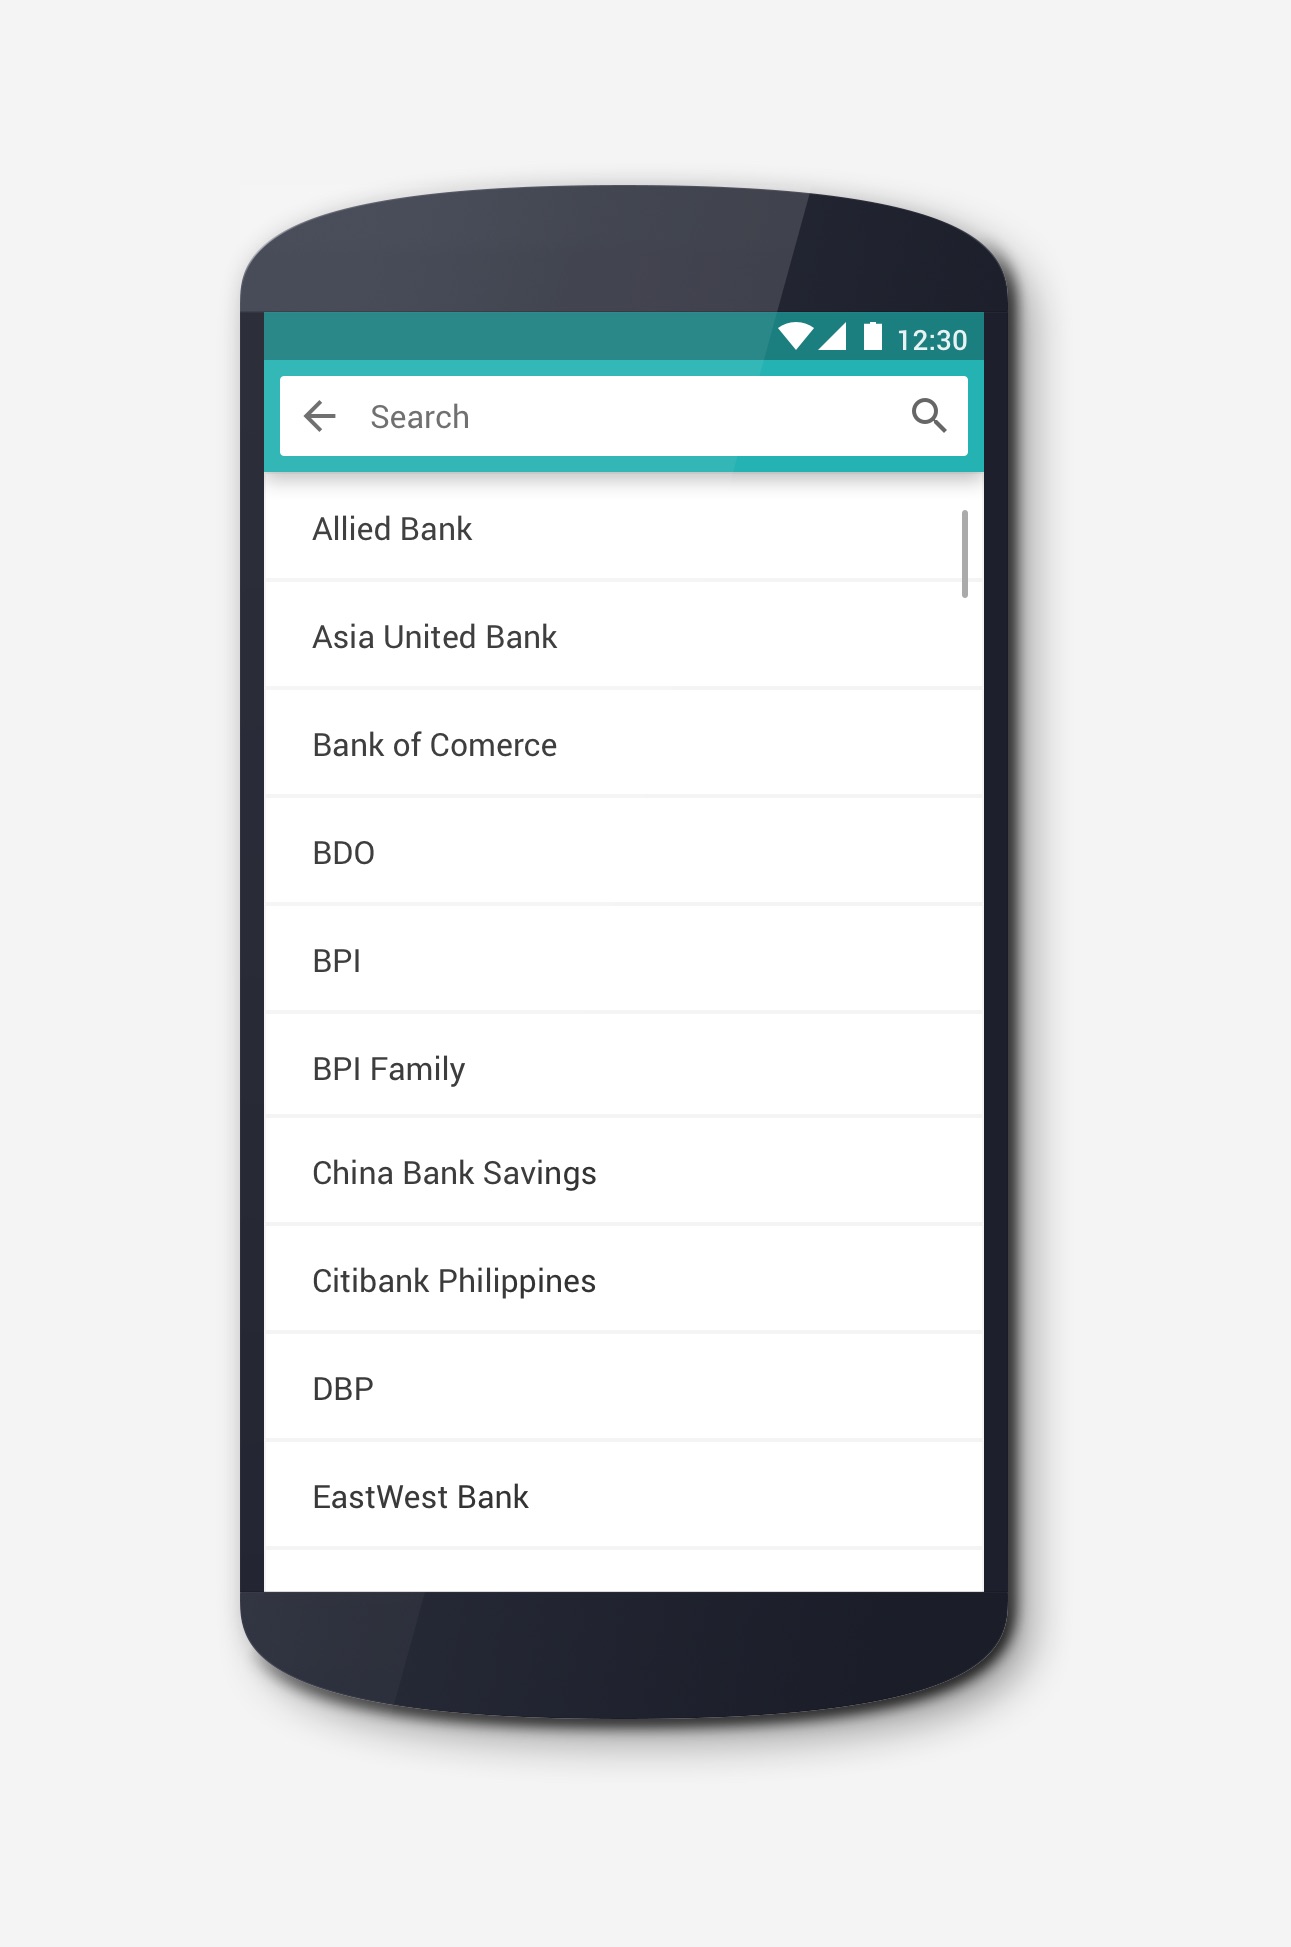 12:30
Search
Allied Bank
Asia United Bank
Bank of Comerce
BDO
BPI
BPI Family
China Bank Savings
Citibank Philippines
DBP
EastWest Bank